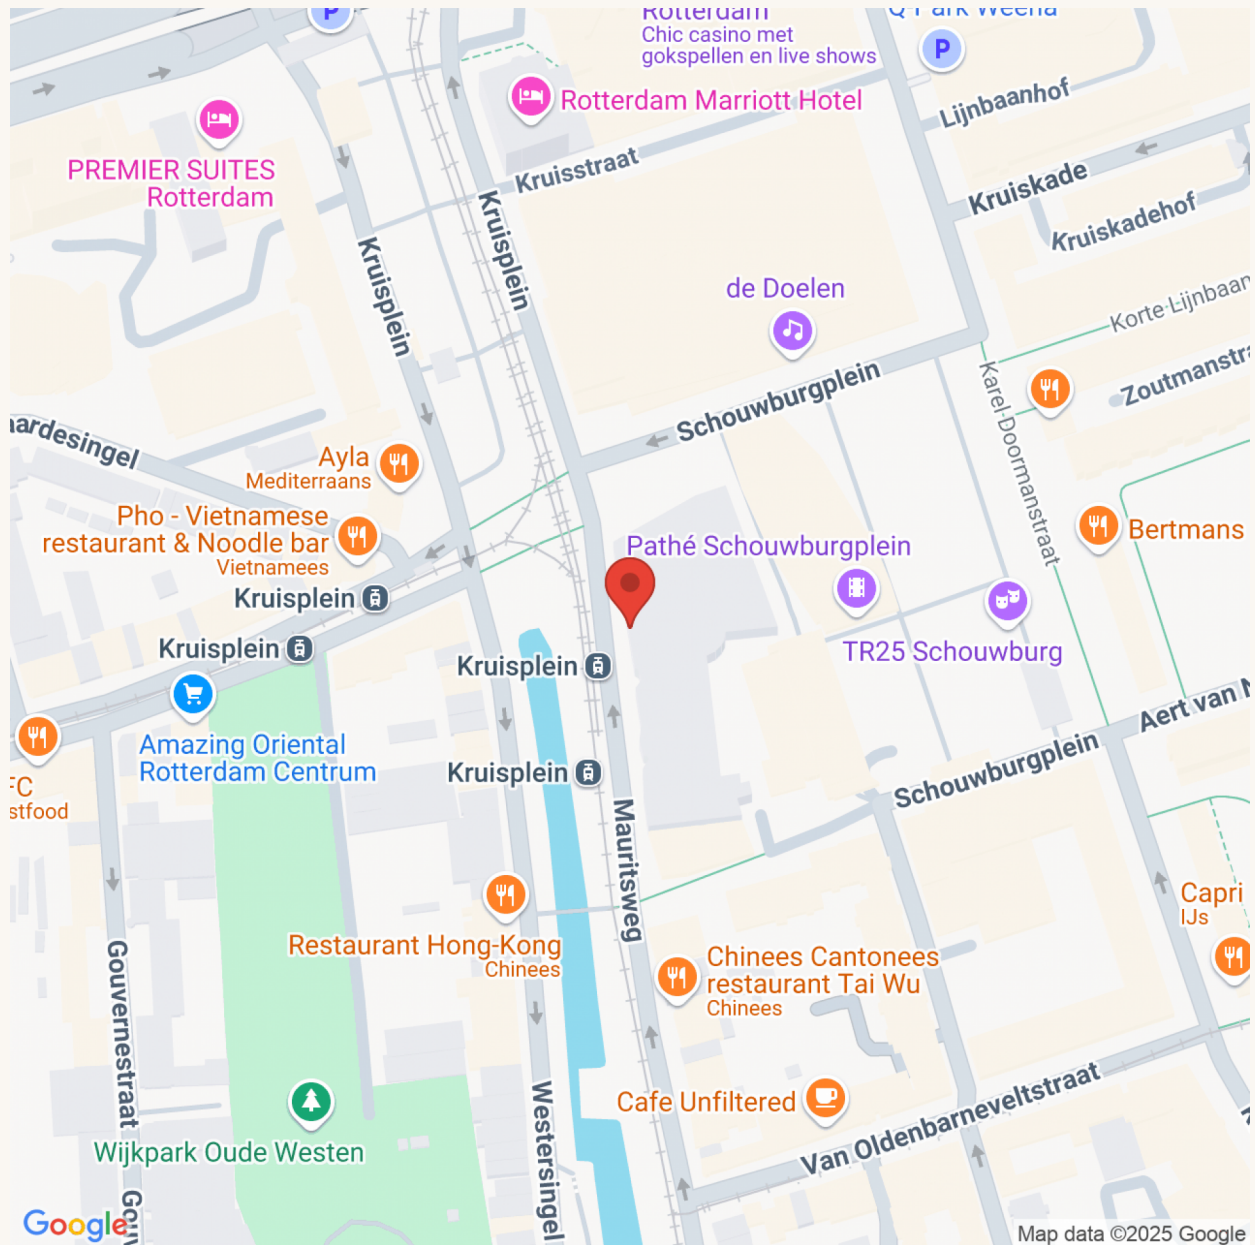 Rotterdam
Chic casino met
gokspellen en live shows
Q-Park Weena
P
P
Lijnbaanhof
Rotterdam Marriott Hotel
PREMIER SUITES
Rotterdam
Kruisstraat
Kruiskade
Kruiskadehof
Kruisplein
Kruisplein
de Doelen
Korte Lijnbaan
Zoutmanstra
Schouwburgplein
Karel Doormanstraat
aardesingel
Ayla
Mediterraans
Pho - Vietnamese
restaurant & Noodle bar
Vietnamees
Pathé Schouwburgplein
Bertmans
Kruisplein
Kruisplein
Kruisplein
TR25 Schouwburg
Amazing Oriental
Rotterdam Centrum
Kruisplein
Aert van N
Schouwburgplein
FC
stfood
Mauritsweg
Capri
IJs
Restaurant Hong-Kong
Chinees
Chinees Cantonees
restaurant Tai Wu
Chinees
Gouvernestraat
Cafe Unfiltered
Van Oldenbarneveltstraat
Wijkpark Oude Westen
Westersingel
Gouv
Google
Map data ©2025 Google